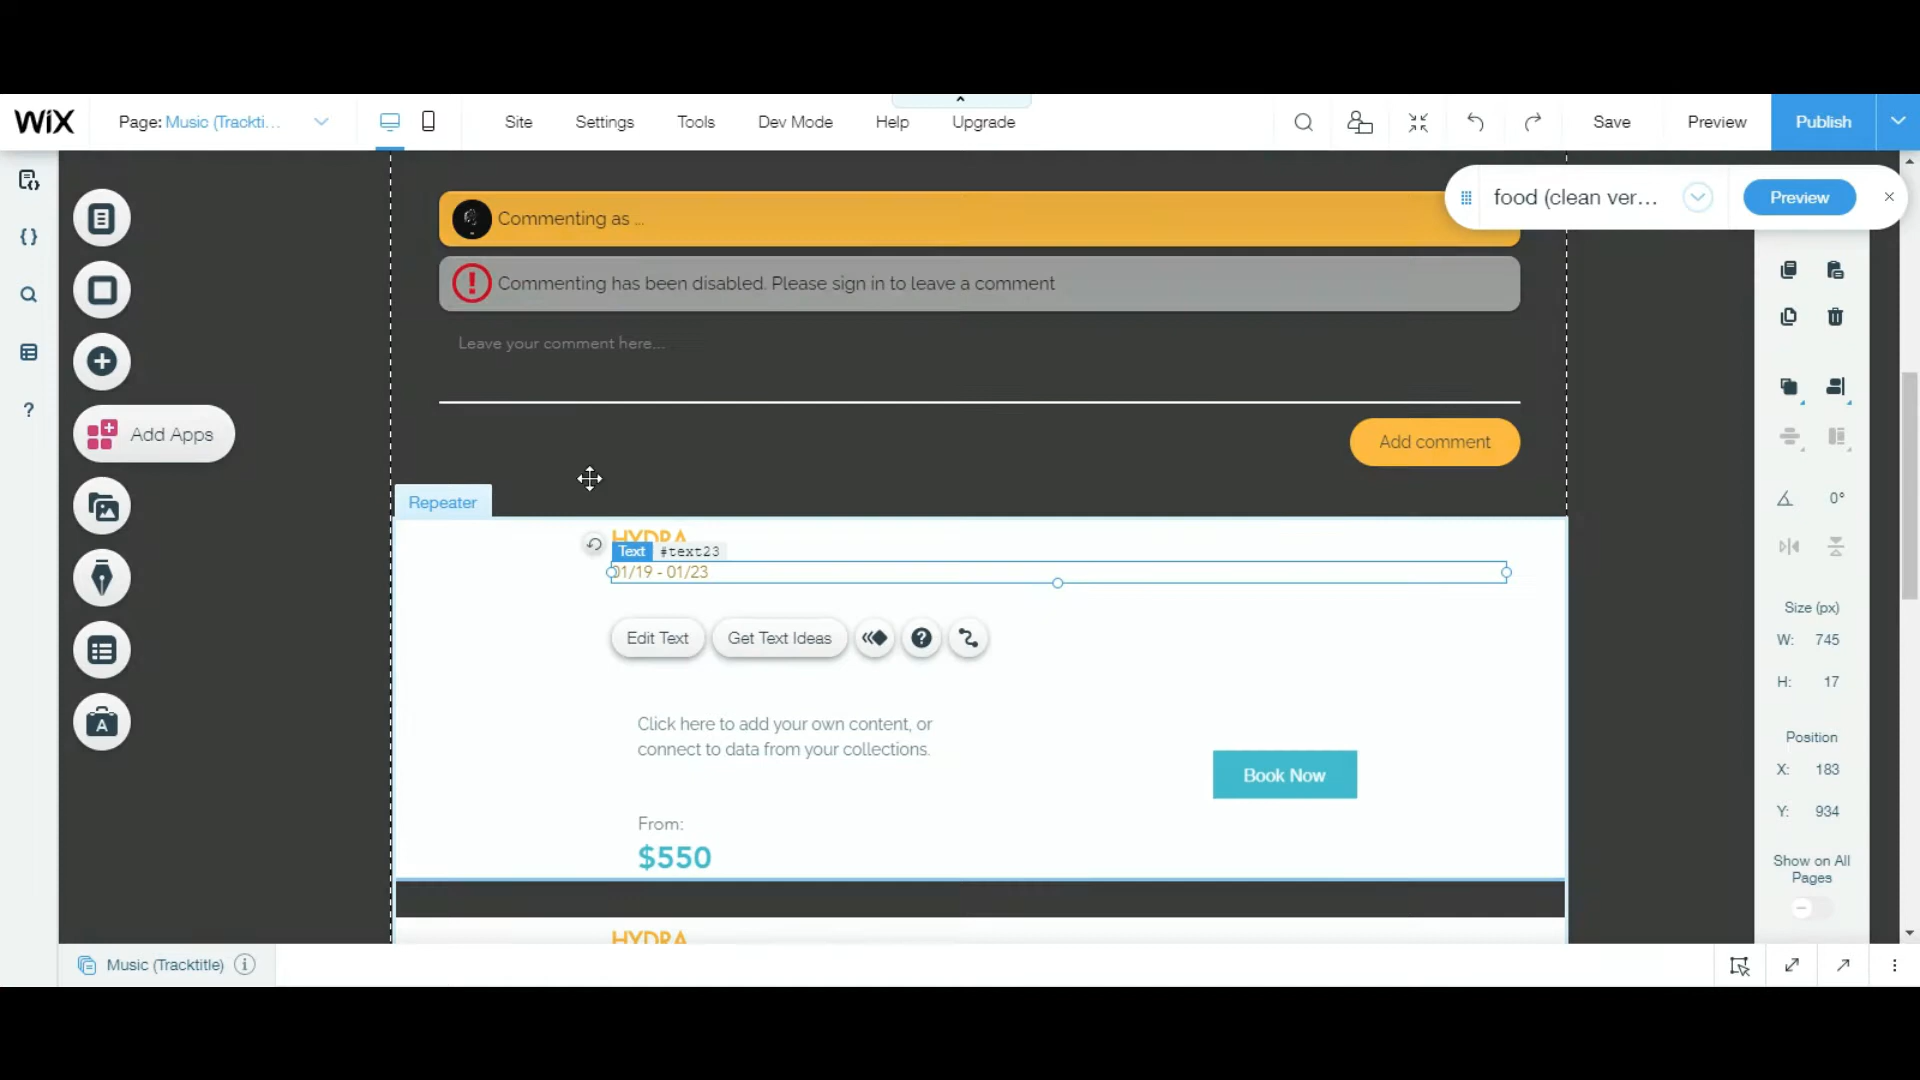 WiX
Page: Music (Trackti...
Site
Settings
Tools
Dev Mode
Help
Upgrade
Save
Preview
Publish
food (clean ver...
Preview
Commenting as ...
Commenting has been disabled. Please sign in to leave a comment
Leave your comment here...
Add Apps
Add comment
Repeater
HYDRA
Text #text23
01/19 - 01/23
Edit Text
Get Text Ideas
Click here to add your own content, or
connect to data from your collections.
Book Now
From:
$550
HYDRA
0°
Size (px)
W: 745
H: 17
Position
X: 183
Y: 934
Show on All
Pages
Music (Tracktitle)